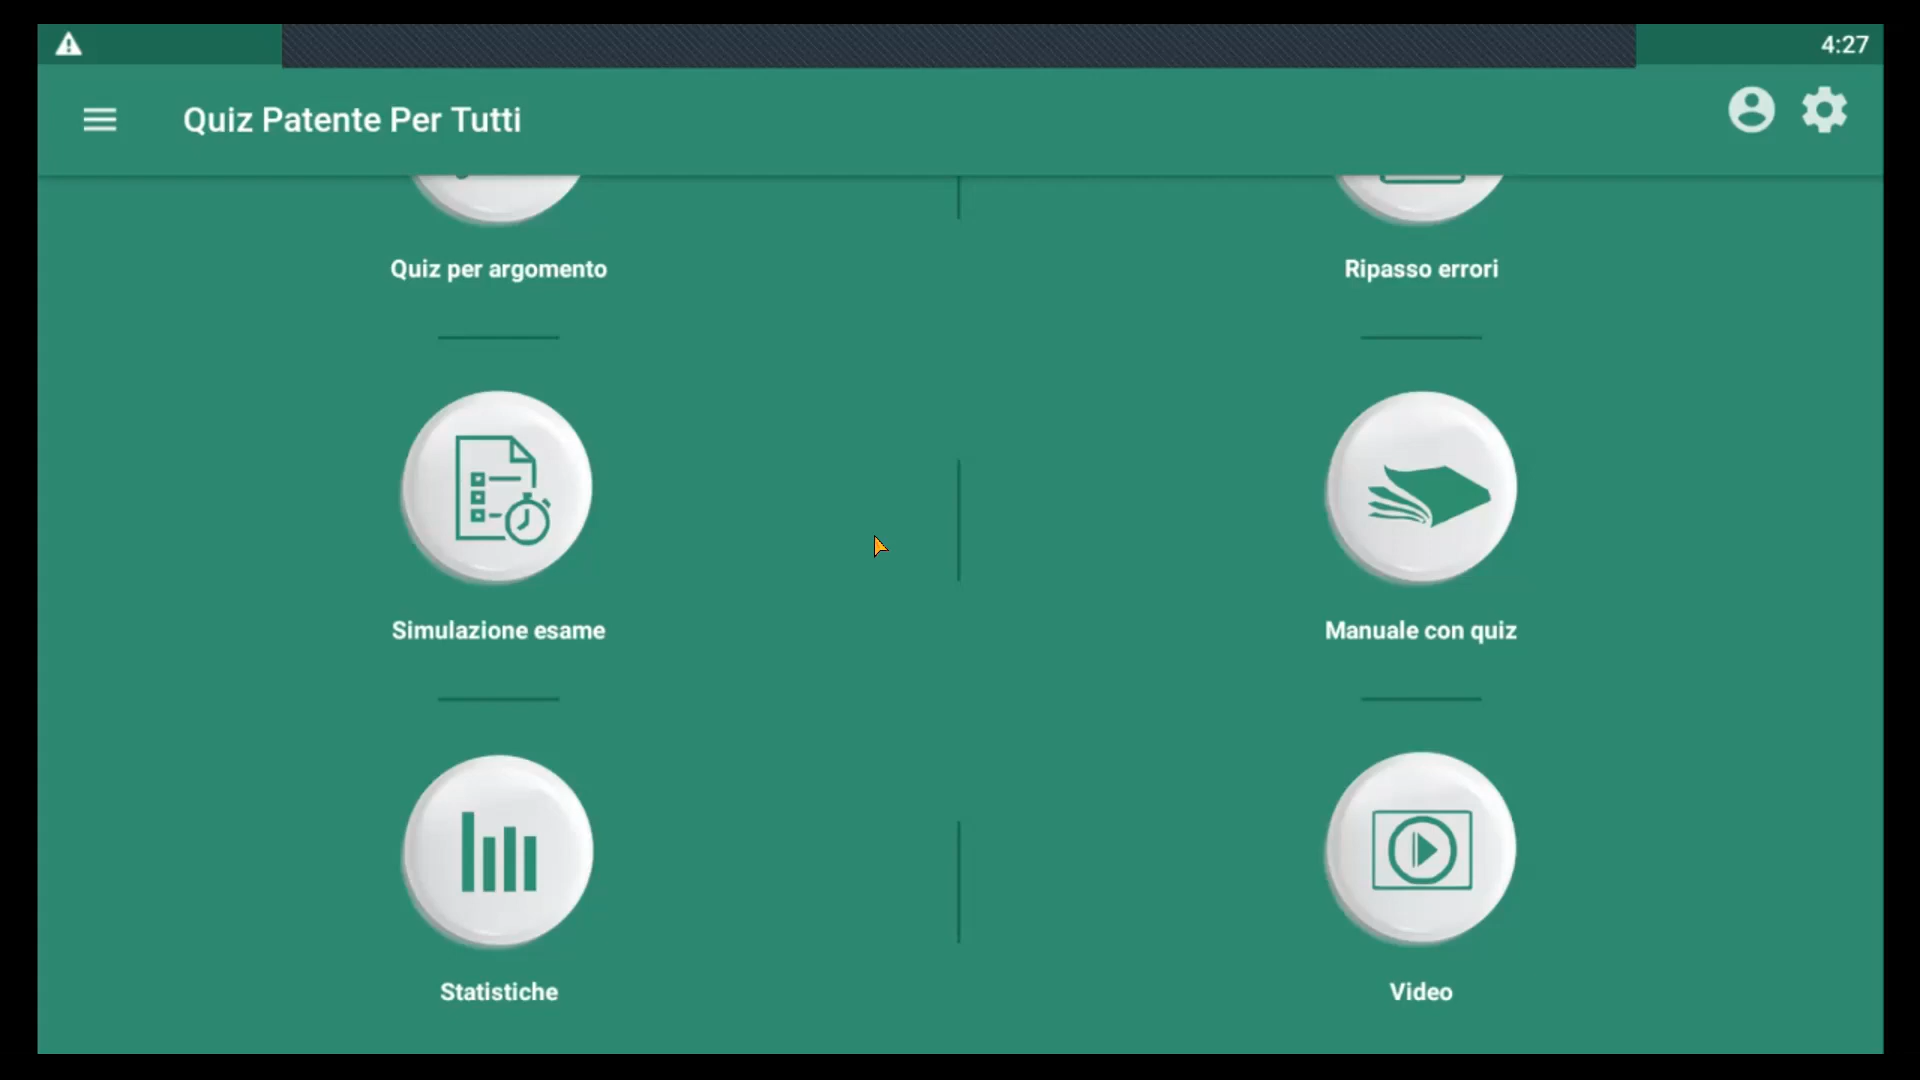 4:27
Quiz Patente Per Tutti
Quiz per argomento
Ripasso errori
Simulazione esame
Manuale con quiz
Statistiche
Video